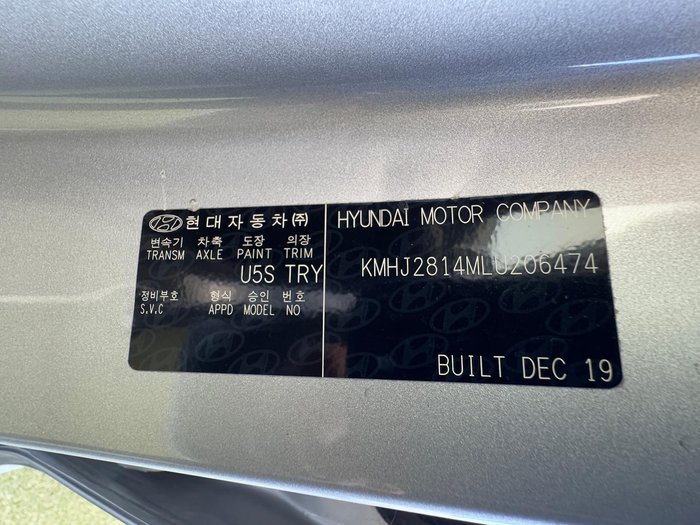 현대자동차㈜
변속기 차축 도장 의장
TRANSM AXLE PAINT TRIM
U5S TRY
정비부호 형식 승인 번호
S.V.C APPD MODEL NO
HYUNDAI MOTOR COMPANY
KMHJ2814MLU206474
BUILT DEC 19